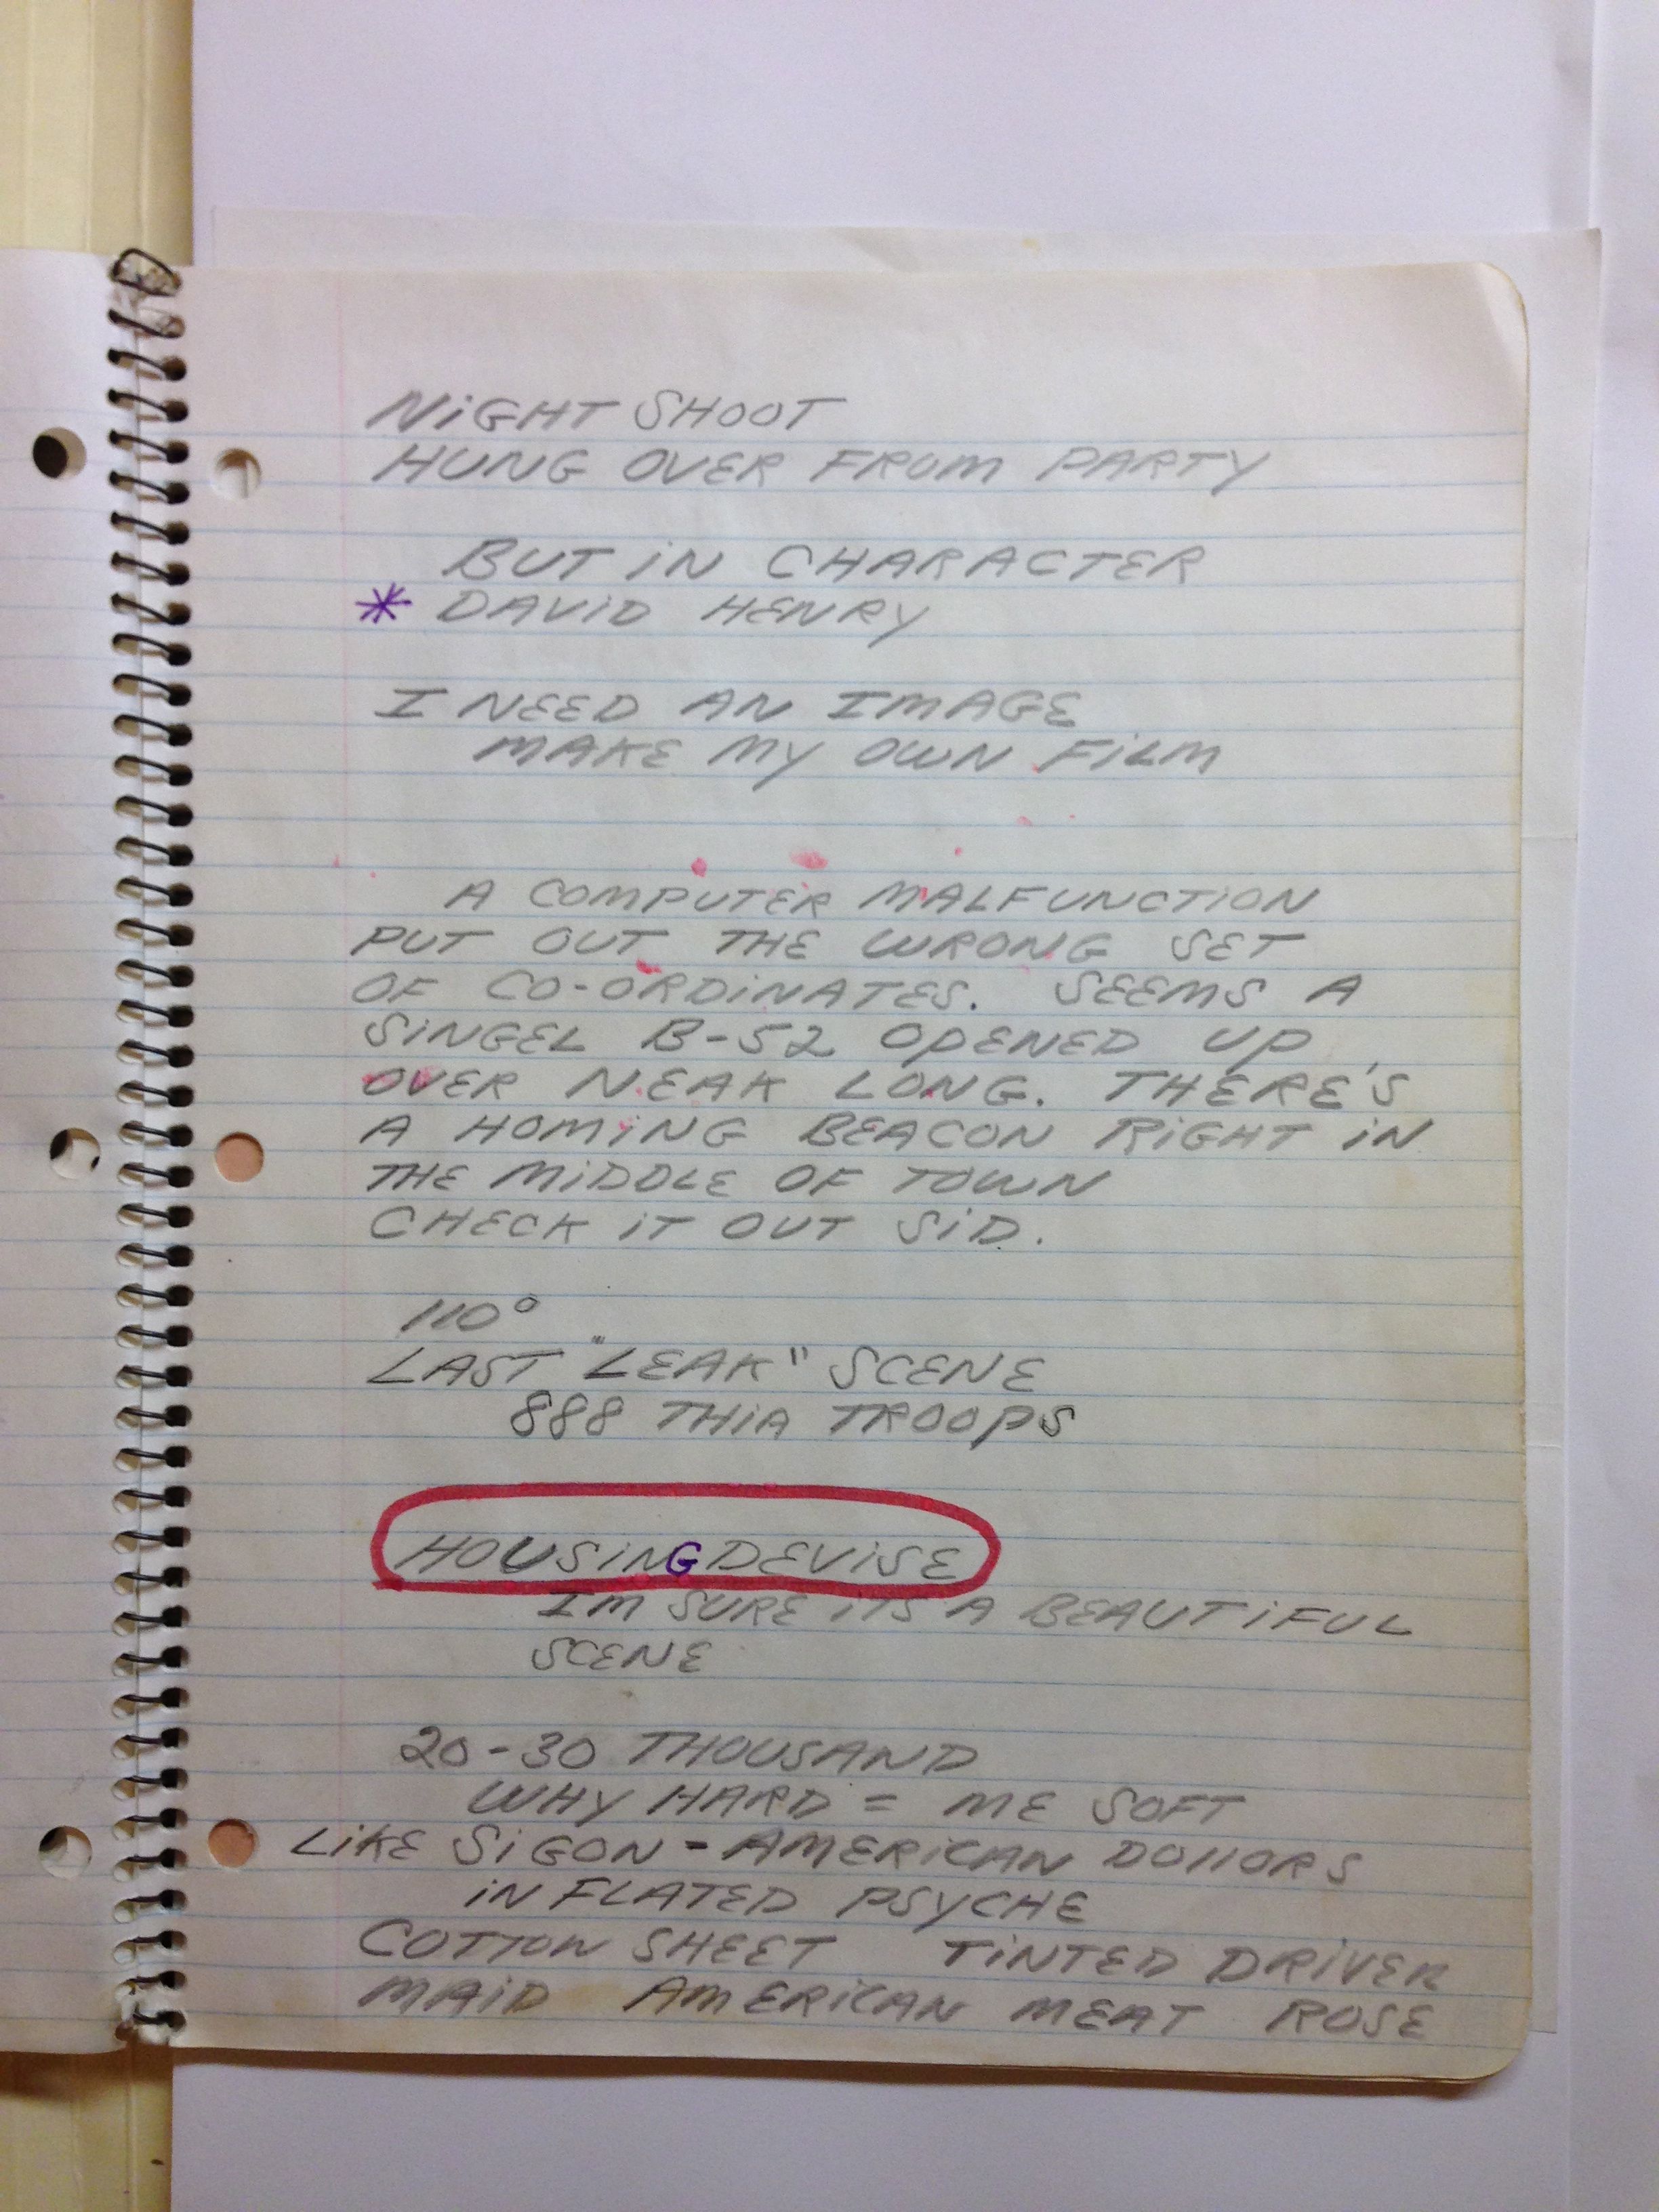 NIGHT SHOOT
HUNG OVER FROM PARTY
BUT IN CHARACTER
* DAVID HENRY
I NEED AN IMAGE
MAKE MY OWN FILM
A COMPUTER MALFUNCTION
PUT OUT THE WRONG SET
OF CO-ORDINATES. SEEMS A
SINGEL B-52 OPENED UP
OVER NEAK LONG. THERE'S
A HOMING BEACON RIGHT IN
THE MIDDLE OF TOWN
CHECK IT OUT SID.
110°
LAST "LEAK" SCENE
888 THIA TROOPS
HOUSING DEVISE
IM SURE ITS A BEAUTIFUL
SCENE
20-30 THOUSAND
WHY HARD = ME SOFT
LIKE SIGON - AMERICAN DOLLORS
INFLATED PSYCHE
COTTON SHEET TINTED DRIVER
MAID AMERICAN MEAT ROSE